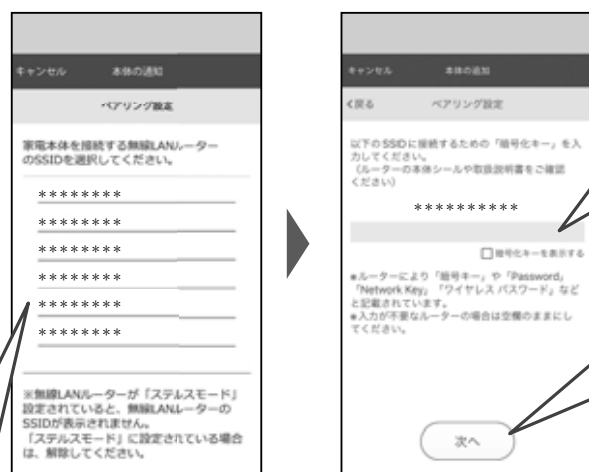 キャンセル 本体の通知
ペアリング設定
家電本体を接続する無線LANルーター
のSSIDを選択してください。
********
********
********
********
********
********
※無線LANルーターが「ステルスモード」
設定されていると、無線LANルーターの
SSIDが表示されません。
「ステルスモード」に設定されている場合
は、解除してください。
キャンセル 本体の追加
く戻る ペアリング設定
以下のSSIDに接続するための「暗号化キー」を入
力してください。
(ルーターの本体シールや取扱説明書をご確認
ください)
**********
暗号化キーを表示する
※ルーターにより「暗号キー」や「Password」
「Network Key」「ワイヤレス パスワード」など
と記載されています。
※入力が不要なルーターの場合は空欄のままにし
てください。
次へ